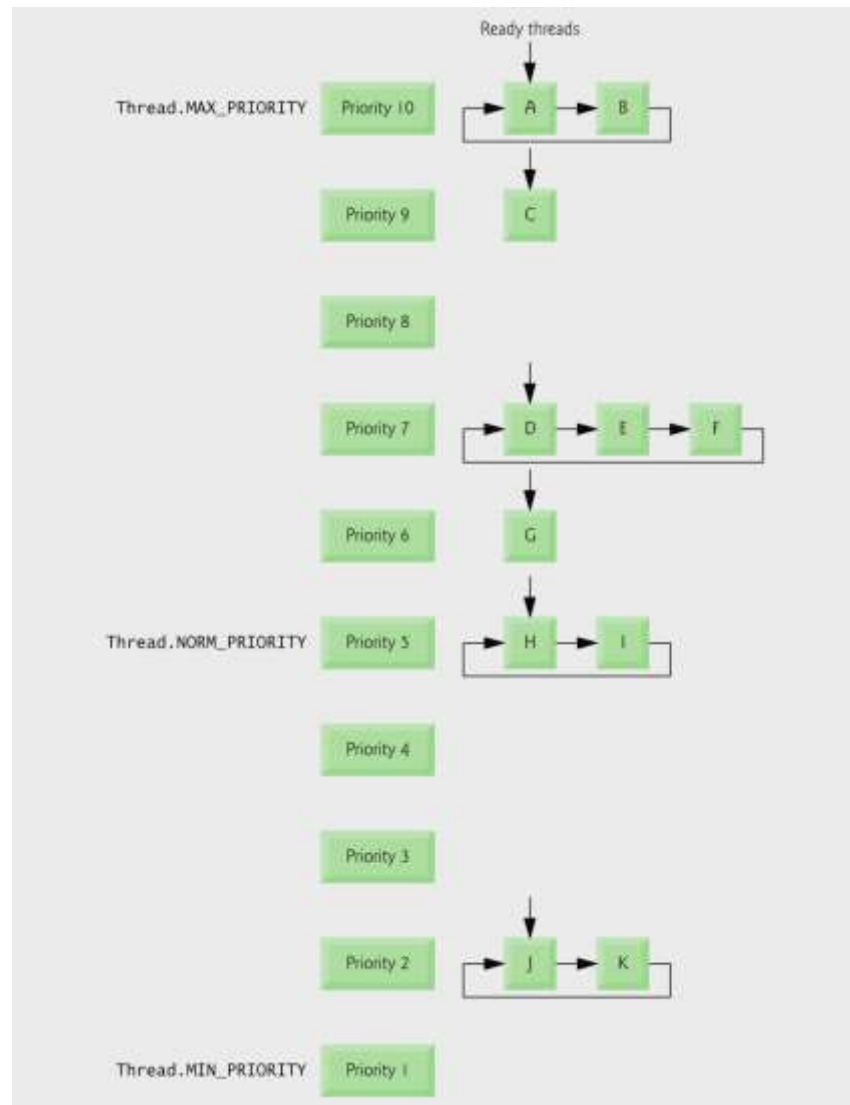 Ready threads
Thread.MAX_PRIORITY Priority 10 A B
Priority 9 C
Priority 8
Priority 7 D E F
Priority 6 G
Thread.NORM_PRIORITY Priority 5 H I
Priority 4
Priority 3
Priority 2 J K
Thread.MIN_PRIORITY Priority 1